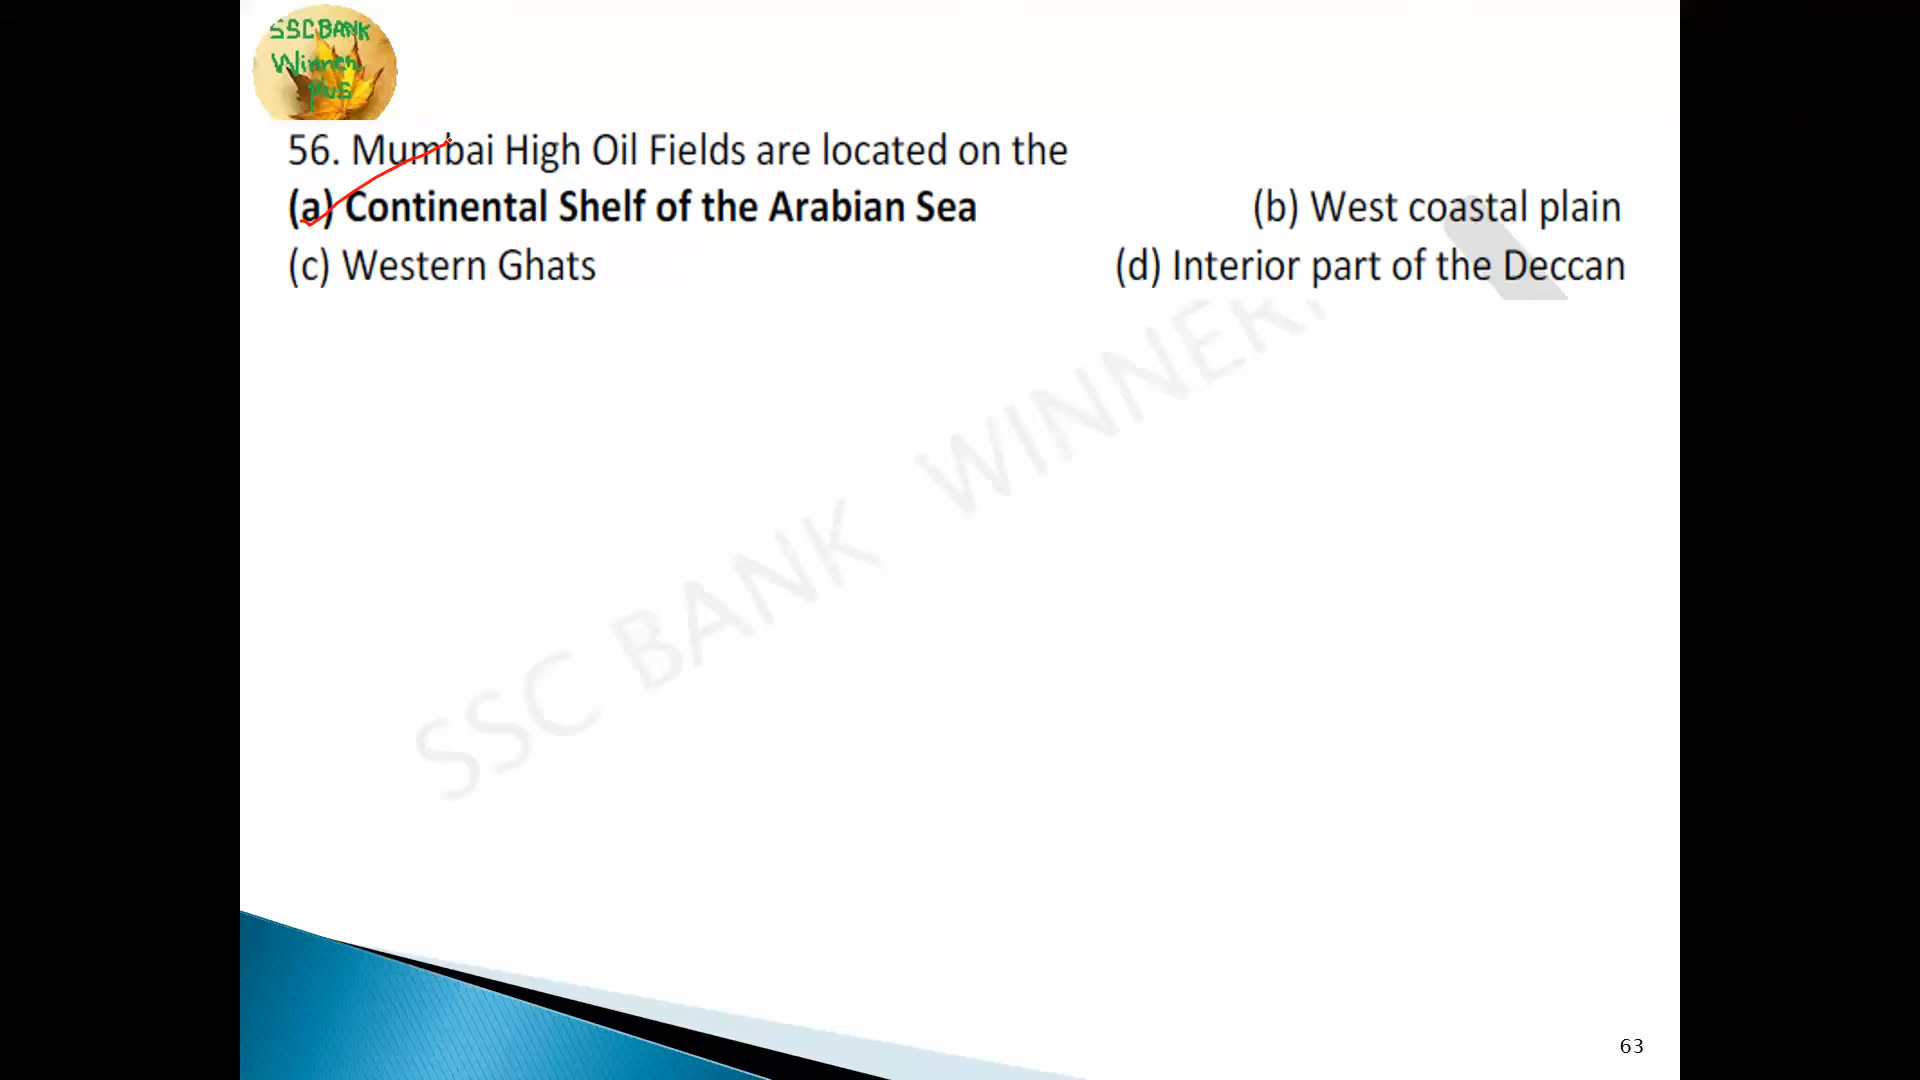 SSC BANK
Winner
plus
56. Mumbai High Oil Fields are located on the
(a) Continental Shelf of the Arabian Sea (b) West coastal plain
(c) Western Ghats (d) Interior part of the Deccan
SSC BANK WINNER
63